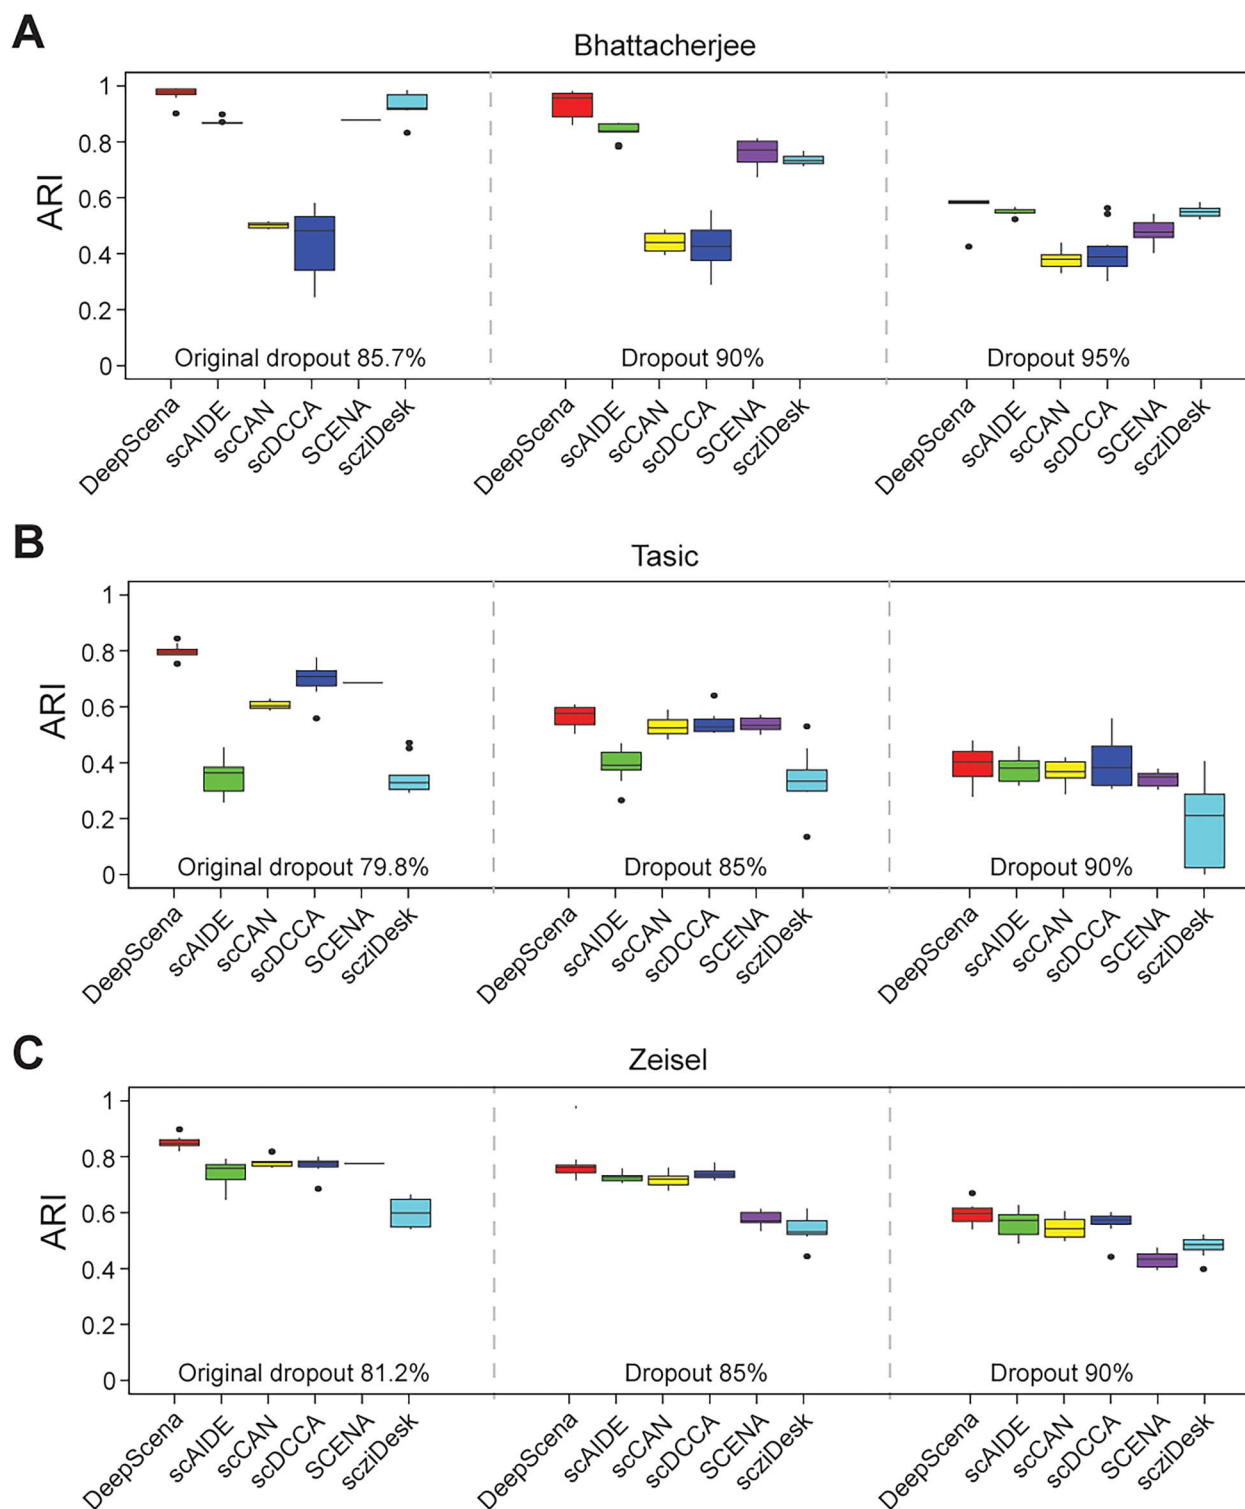 A
Bhattacherjee
ARI
1
0.8
0.6
0.4
0.2
0
Original dropout 85.7%
Dropout 90%
Dropout 95%
DeepScena
scAIDE
scCAN
scDCCA
SCENA
scziDesk
DeepScena
scAIDE
scCAN
scDCCA
SCENA
scziDesk
DeepScena
scAIDE
scCAN
scDCCA
SCENA
scziDesk
B
Tasic
ARI
1
0.8
0.6
0.4
0.2
0
Original dropout 79.8%
Dropout 85%
Dropout 90%
DeepScena
scAIDE
scCAN
scDCCA
SCENA
scziDesk
DeepScena
scAIDE
scCAN
scDCCA
SCENA
scziDesk
DeepScena
scAIDE
scCAN
scDCCA
SCENA
scziDesk
C
Zeisel
ARI
1
0.8
0.6
0.4
0.2
0
Original dropout 81.2%
Dropout 85%
Dropout 90%
DeepScena
scAIDE
scCAN
scDCCA
SCENA
scziDesk
DeepScena
scAIDE
scCAN
scDCCA
SCENA
scziDesk
DeepScena
scAIDE
scCAN
scDCCA
SCENA
scziDesk